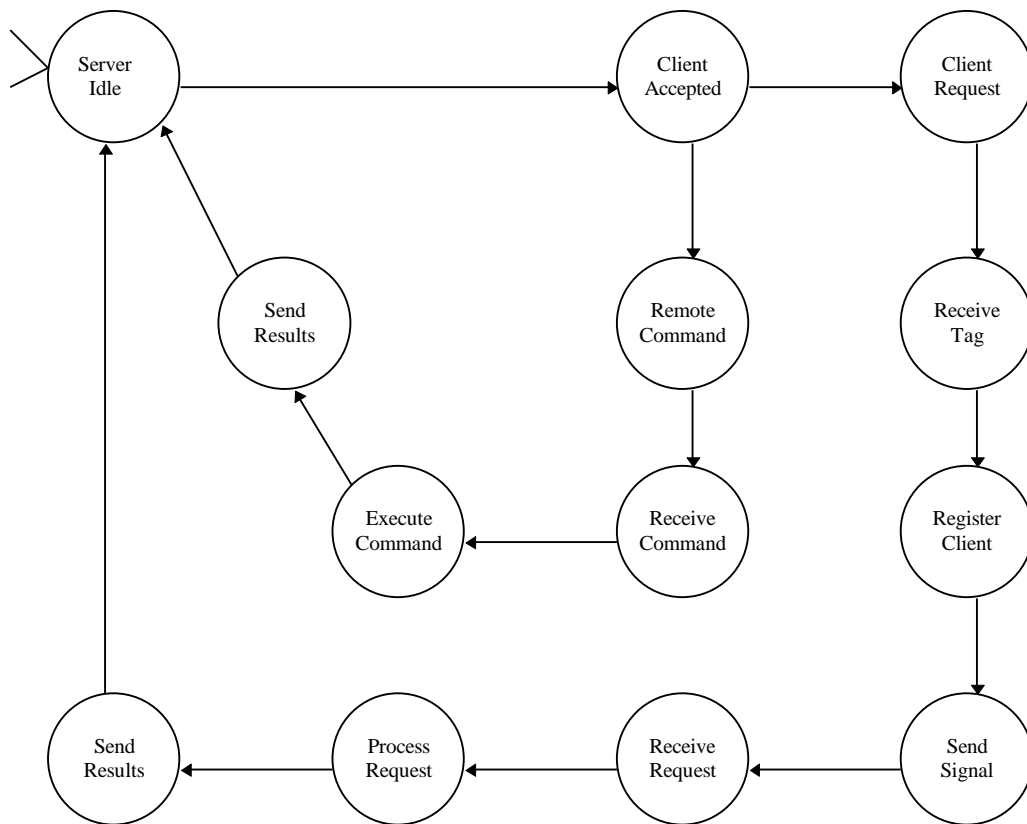 Server
Idle
Client
Accepted
Client
Request
Send
Results
Remote
Command
Receive
Tag
Execute
Command
Receive
Command
Register
Client
Send
Results
Process
Request
Receive
Request
Send
Signal